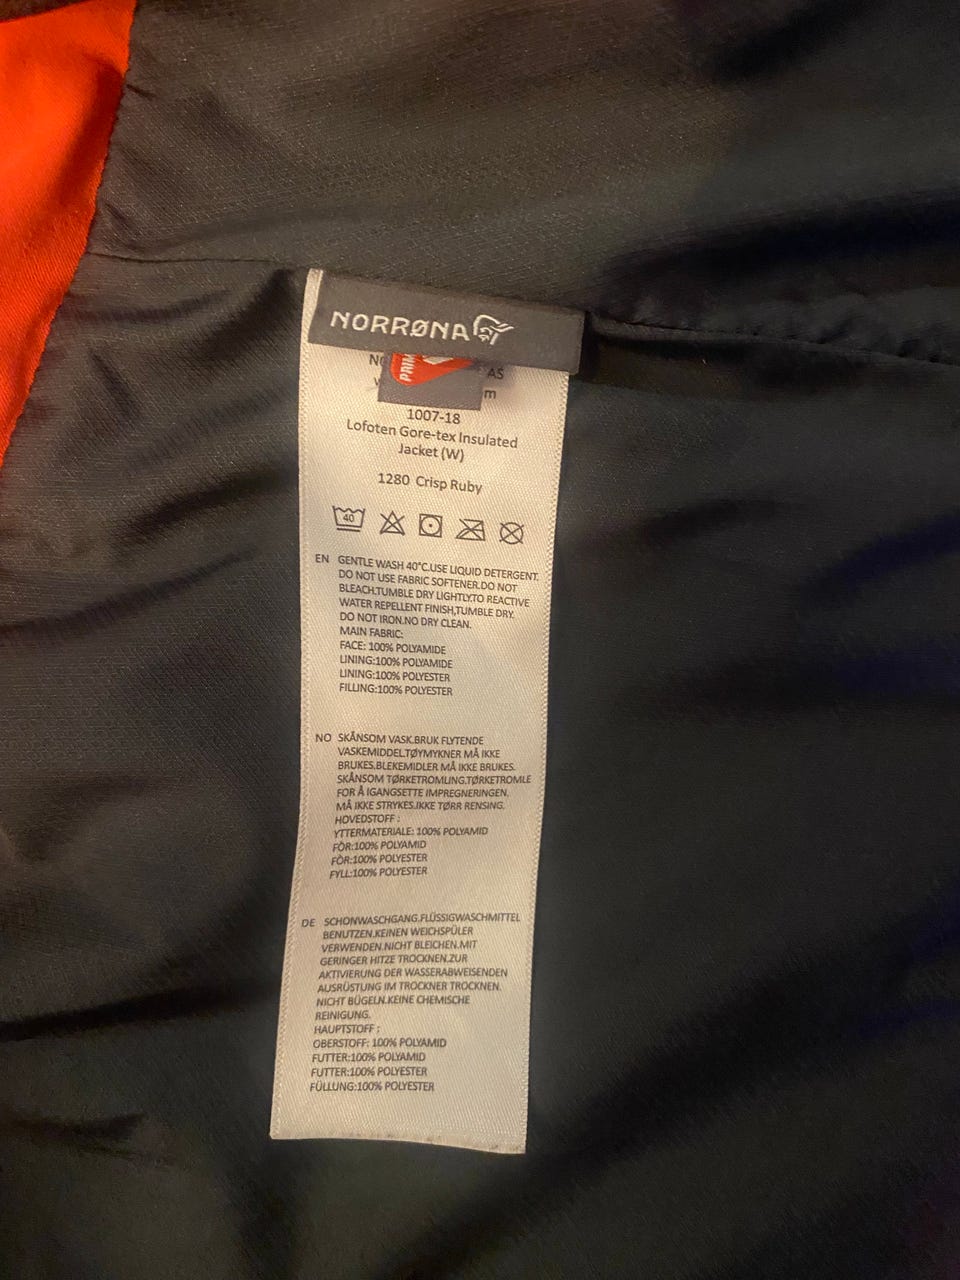 NORRØNA
PRIM
AS
m
1007-18
Lofoten Gore-tex Insulated
Jacket (W)
1280 Crisp Ruby
40
EN GENTLE WASH 40°C.USE LIQUID DETERGENT.
DO NOT USE FABRIC SOFTENER.DO NOT
BLEACH.TUMBLE DRY LIGHTLY.TO REACTIVE
WATER REPELLENT FINISH,TUMBLE DRY.
DO NOT IRON.NO DRY CLEAN.
MAIN FABRIC:
FACE: 100% POLYAMIDE
LINING:100% POLYAMIDE
LINING:100% POLYESTER
FILLING:100% POLYESTER
NO SKÅNSOM VASK.BRUK FLYTENDE
VASKEMIDDEL.TØYMYKNER MÅ IKKE
BRUKES.BLEKEMIDLER MÅ IKKE BRUKES.
SKÅNSOM TØRKETROMLING.TØRKETROMLE
FOR Å IGANGSETTE IMPREGNERINGEN.
MÅ IKKE STRYKES.IKKE TØRR RENSING.
HOVEDSTOFF :
YTTERMATERIALE: 100% POLYAMID
FÒR:100% POLYAMID
FÒR:100% POLYESTER
FYLL:100% POLYESTER
DE SCHONWASCHGANG.FLÜSSIGWASCHMITTEL
BENUTZEN.KEINEN WEICHSPÜLER
VERWENDEN.NICHT BLEICHEN.MIT
GERINGER HITZE TROCKNEN.ZUR
AKTIVIERUNG DER WASSERABWEISENDEN
AUSRÜSTUNG IM TROCKNER TROCKNEN.
NICHT BÜGELN.KEINE CHEMISCHE
REINIGUNG.
HAUPTSTOFF :
OBERSTOFF: 100% POLYAMID
FUTTER:100% POLYAMID
FUTTER:100% POLYESTER
FÜLLUNG:100% POLYESTER